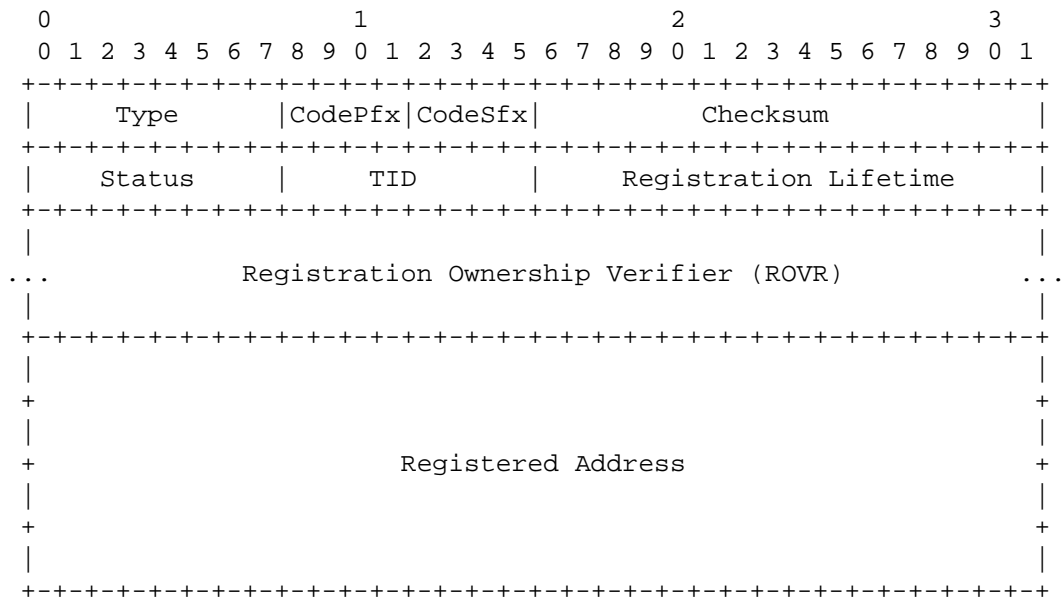 0                   1                   2                   3
 0 1 2 3 4 5 6 7 8 9 0 1 2 3 4 5 6 7 8 9 0 1 2 3 4 5 6 7 8 9 0 1
+-+-+-+-+-+-+-+-+-+-+-+-+-+-+-+-+-+-+-+-+-+-+-+-+-+-+-+-+-+-+-+-+
|     Type      |CodePfx|CodeSfx|          Checksum             |
+-+-+-+-+-+-+-+-+-+-+-+-+-+-+-+-+-+-+-+-+-+-+-+-+-+-+-+-+-+-+-+-+
|    Status     |     TID       |     Registration Lifetime     |
+-+-+-+-+-+-+-+-+-+-+-+-+-+-+-+-+-+-+-+-+-+-+-+-+-+-+-+-+-+-+-+-+
|                                                               |
...            Registration Ownership Verifier (ROVR)           ...
|                                                               |
+-+-+-+-+-+-+-+-+-+-+-+-+-+-+-+-+-+-+-+-+-+-+-+-+-+-+-+-+-+-+-+-+
|                                                               |
+                                                               +
|                                                               |
+                       Registered Address                      +
|                                                               |
+                                                               +
|                                                               |
+-+-+-+-+-+-+-+-+-+-+-+-+-+-+-+-+-+-+-+-+-+-+-+-+-+-+-+-+-+-+-+-+